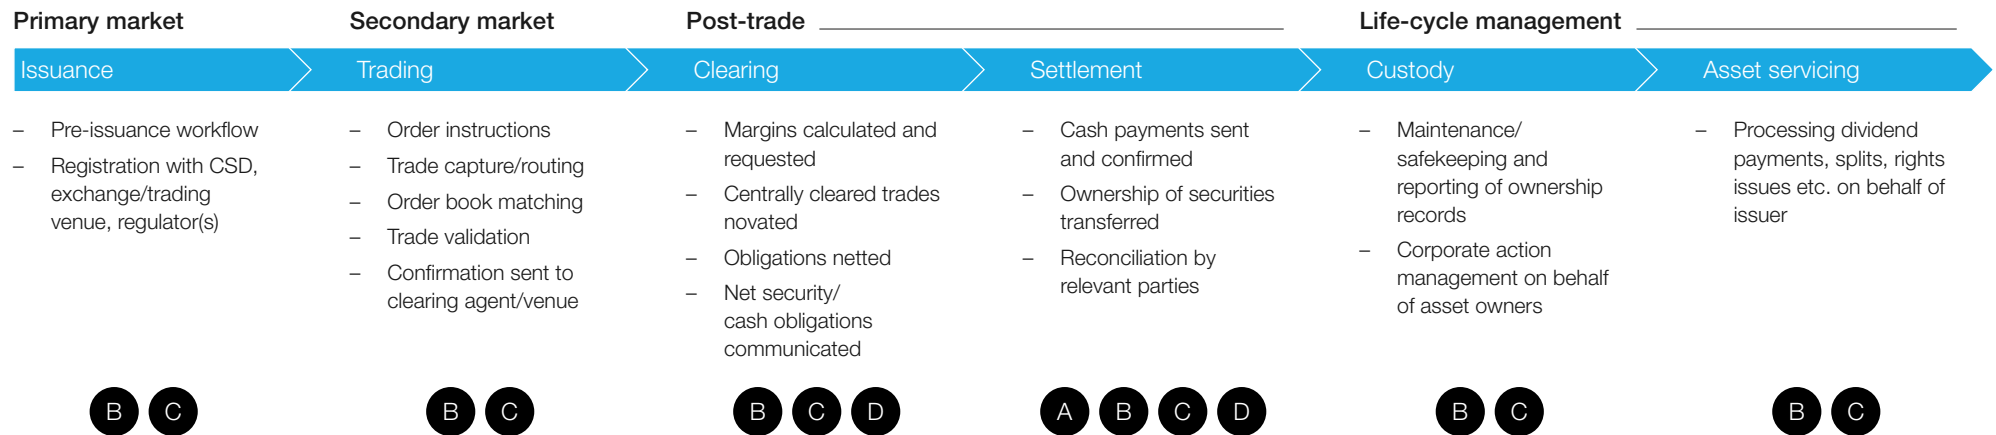 Primary market
Secondary market
Post-trade
Life-cycle management
Issuance
Trading
Clearing
Settlement
Custody
Asset servicing
– Pre-issuance workflow
– Registration with CSD,
exchange/trading
venue, regulator(s)
– Order instructions
– Trade capture/routing
– Order book matching
– Trade validation
– Confirmation sent to
clearing agent/venue
– Margins calculated and
requested
– Centrally cleared trades
novated
– Obligations netted
– Net security/
cash obligations
communicated
– Cash payments sent
and confirmed
– Ownership of securities
transferred
– Reconciliation by
relevant parties
– Maintenance/
safekeeping and
reporting of ownership
records
– Corporate action
management on behalf
of asset owners
– Processing dividend
payments, splits, rights
issues etc. on behalf of
issuer
B C
B C
B C D
A B C D
B C
B C